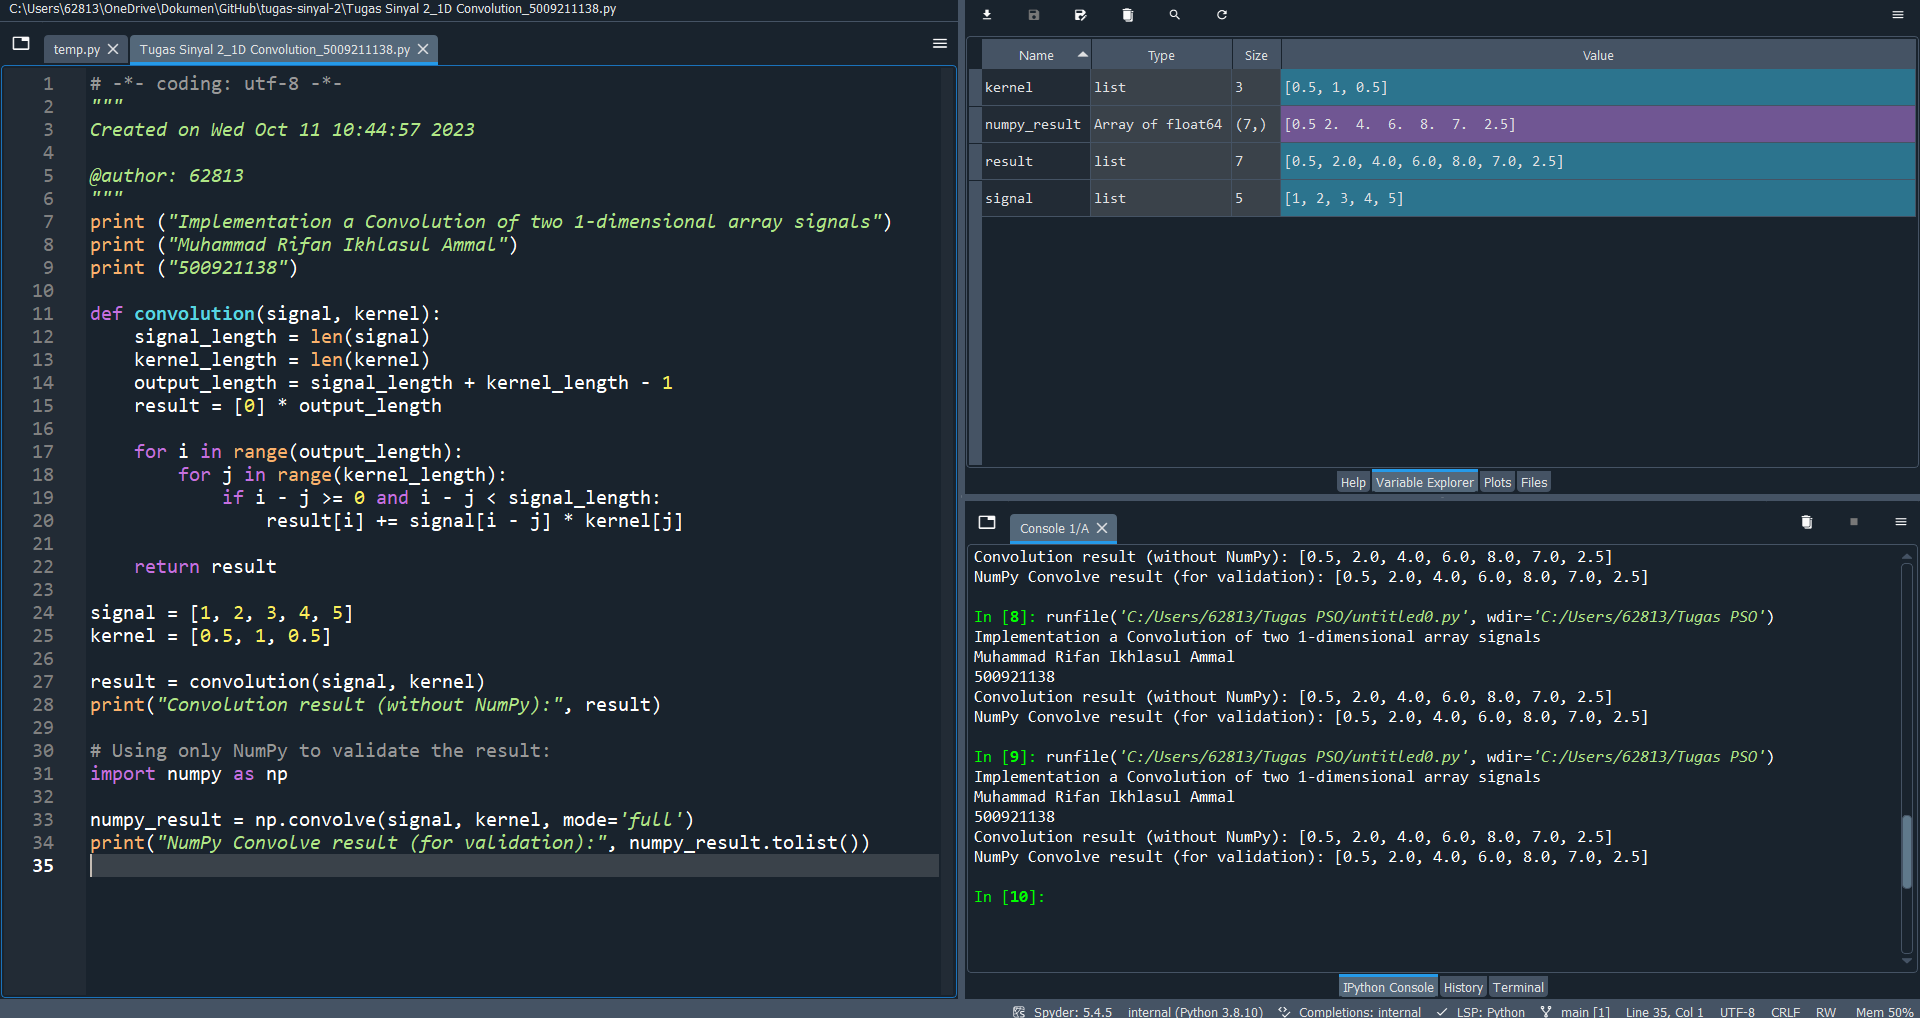 C:\Users\62813\OneDrive\Dokumen\GitHub\tugas-sinyal-2\Tugas Sinyal 2_1D Convolution_5009211138.py
temp.py
Tugas Sinyal 2_1D Convolution_5009211138.py
1 # -*- coding: utf-8 -*-
2 """
3 Created on Wed Oct 11 10:44:57 2023
4
5 @author: 62813
6 """
7 print ("Implementation a Convolution of two 1-dimensional array signals")
8 print ("Muhammad Rifan Ikhlasul Ammal")
9 print ("500921138")
10
11 def convolution(signal, kernel):
12     signal_length = len(signal)
13     kernel_length = len(kernel)
14     output_length = signal_length + kernel_length - 1
15     result = [0] * output_length
16
17     for i in range(output_length):
18         for j in range(kernel_length):
19             if i - j >= 0 and i - j < signal_length:
20                 result[i] += signal[i - j] * kernel[j]
21
22     return result
23
24 signal = [1, 2, 3, 4, 5]
25 kernel = [0.5, 1, 0.5]
26
27 result = convolution(signal, kernel)
28 print("Convolution result (without NumPy):", result)
29
30 # Using only NumPy to validate the result:
31 import numpy as np
32
33 numpy_result = np.convolve(signal, kernel, mode='full')
34 print("NumPy Convolve result (for validation):", numpy_result.tolist())
35
Name Type Size Value
kernel list 3 [0.5, 1, 0.5]
numpy_result Array of float64 (7,) [0.5 2.  4.  6.  8.  7.  2.5]
result list 7 [0.5, 2.0, 4.0, 6.0, 8.0, 7.0, 2.5]
signal list 5 [1, 2, 3, 4, 5]
Help Variable Explorer Plots Files
Console 1/A
Convolution result (without NumPy): [0.5, 2.0, 4.0, 6.0, 8.0, 7.0, 2.5]
NumPy Convolve result (for validation): [0.5, 2.0, 4.0, 6.0, 8.0, 7.0, 2.5]
In [8]: runfile('C:/Users/62813/Tugas PSO/untitled0.py', wdir='C:/Users/62813/Tugas PSO')
Implementation a Convolution of two 1-dimensional array signals
Muhammad Rifan Ikhlasul Ammal
500921138
Convolution result (without NumPy): [0.5, 2.0, 4.0, 6.0, 8.0, 7.0, 2.5]
NumPy Convolve result (for validation): [0.5, 2.0, 4.0, 6.0, 8.0, 7.0, 2.5]
In [9]: runfile('C:/Users/62813/Tugas PSO/untitled0.py', wdir='C:/Users/62813/Tugas PSO')
Implementation a Convolution of two 1-dimensional array signals
Muhammad Rifan Ikhlasul Ammal
500921138
Convolution result (without NumPy): [0.5, 2.0, 4.0, 6.0, 8.0, 7.0, 2.5]
NumPy Convolve result (for validation): [0.5, 2.0, 4.0, 6.0, 8.0, 7.0, 2.5]
In [10]:
IPython Console History Terminal
Spyder: 5.4.5 internal (Python 3.8.10) Completions: internal LSP: Python main [1] Line 35, Col 1 UTF-8 CRLF RW Mem 50%